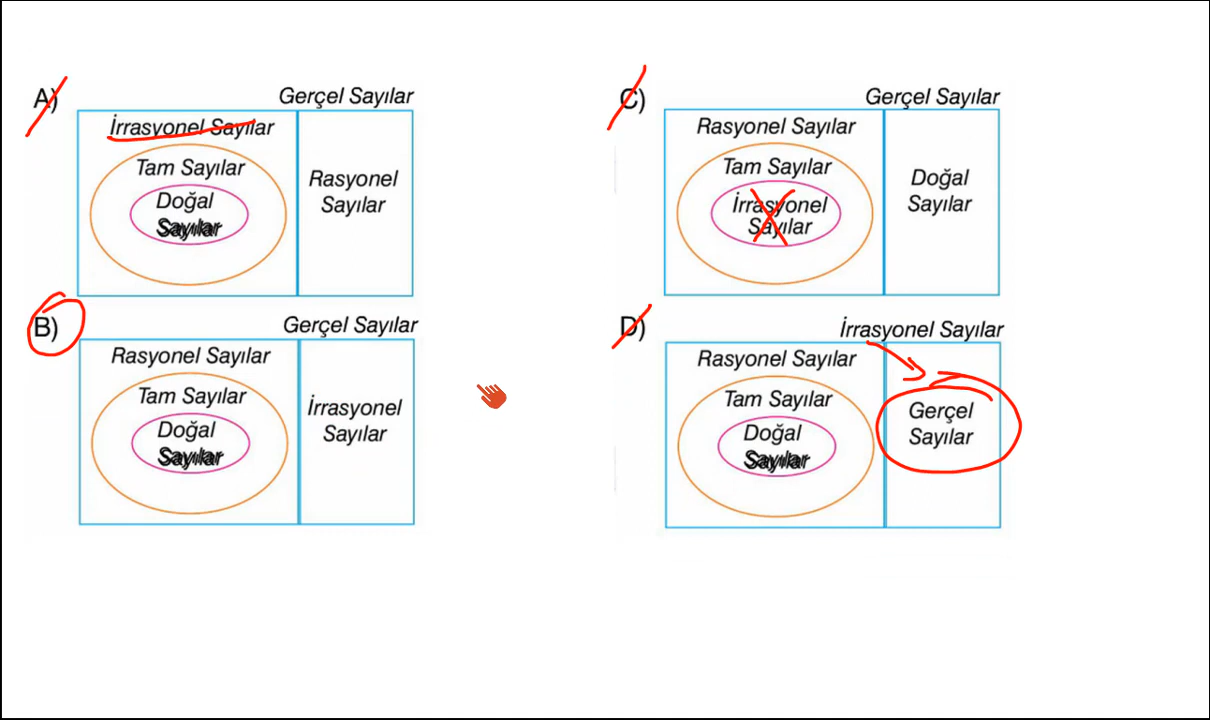 A)
Gerçel Sayılar
İrrasyonel Sayılar
Tam Sayılar
Doğal
Sayılar
Rasyonel
Sayılar
B)
Gerçel Sayılar
Rasyonel Sayılar
Tam Sayılar
Doğal
Sayılar
İrrasyonel
Sayılar
C)
Gerçel Sayılar
Rasyonel Sayılar
Tam Sayılar
İrrasyonel
Sayılar
Doğal
Sayılar
D)
İrrasyonel Sayılar
Rasyonel Sayılar
Tam Sayılar
Doğal
Sayılar
Gerçel
Sayılar